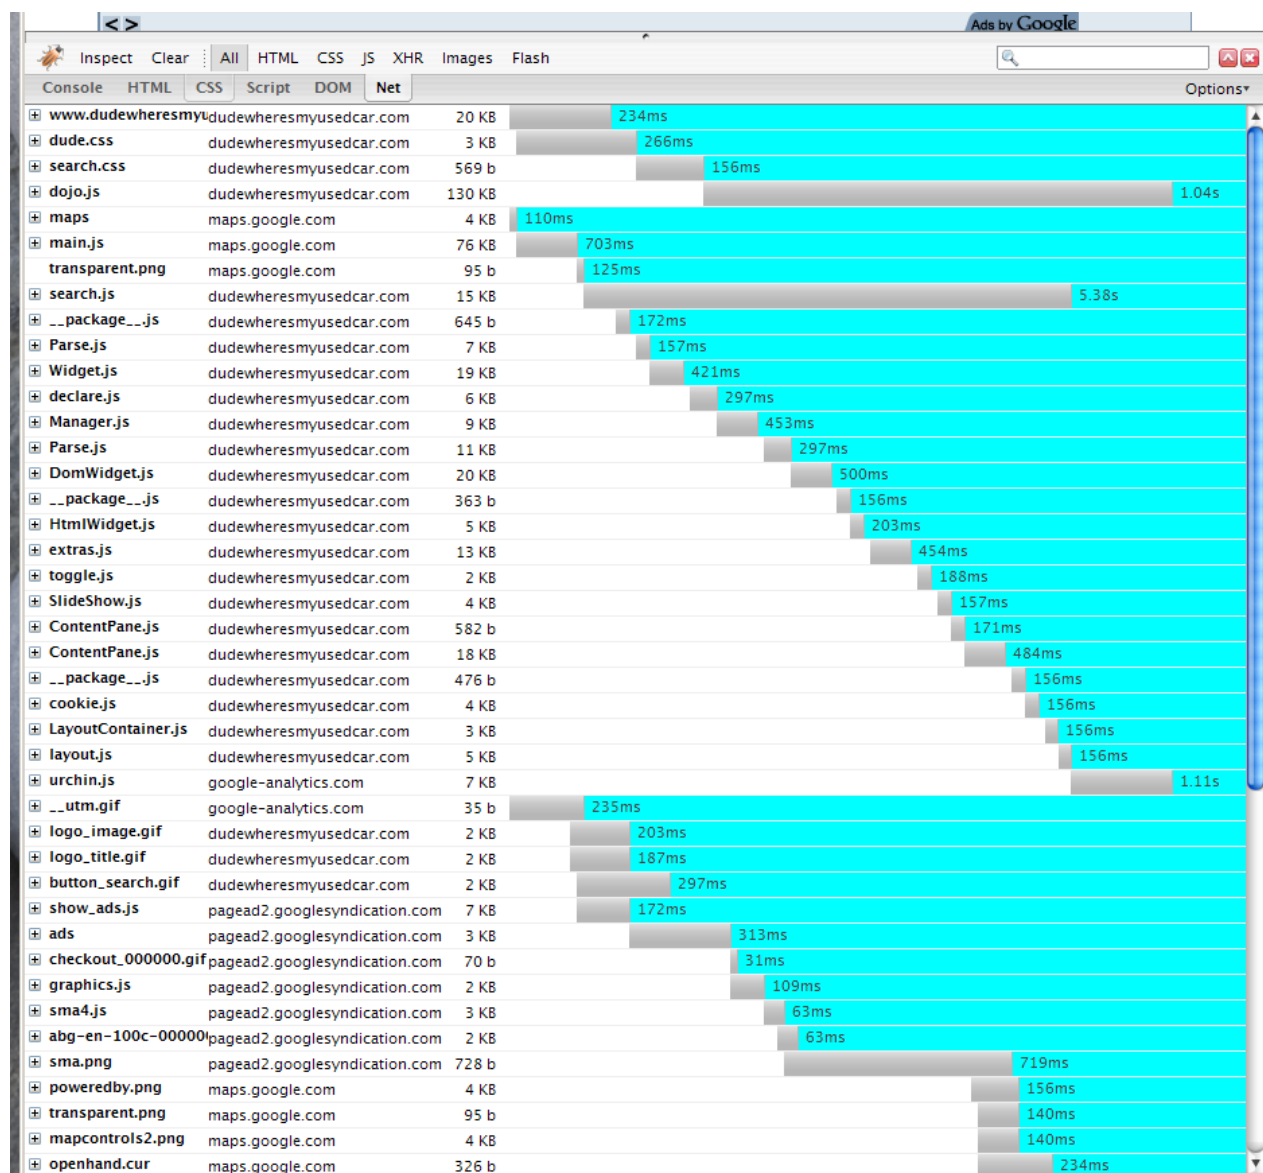 < >
Ads by Google
Inspect Clear All HTML CSS JS XHR Images Flash
Console HTML CSS Script DOM Net Options
www.dudewheresmyu dudewheresmyusedcar.com 20 KB 234ms
dude.css dudewheresmyusedcar.com 3 KB 266ms
search.css dudewheresmyusedcar.com 569 b 156ms
dojo.js dudewheresmyusedcar.com 130 KB 1.04s
maps maps.google.com 4 KB 110ms
main.js maps.google.com 76 KB 703ms
transparent.png maps.google.com 95 b 125ms
search.js dudewheresmyusedcar.com 15 KB 5.38s
__package__.js dudewheresmyusedcar.com 645 b 172ms
Parse.js dudewheresmyusedcar.com 7 KB 157ms
Widget.js dudewheresmyusedcar.com 19 KB 421ms
declare.js dudewheresmyusedcar.com 6 KB 297ms
Manager.js dudewheresmyusedcar.com 9 KB 453ms
Parse.js dudewheresmyusedcar.com 11 KB 297ms
DomWidget.js dudewheresmyusedcar.com 20 KB 500ms
__package__.js dudewheresmyusedcar.com 363 b 156ms
HtmlWidget.js dudewheresmyusedcar.com 5 KB 203ms
extras.js dudewheresmyusedcar.com 13 KB 454ms
toggle.js dudewheresmyusedcar.com 2 KB 188ms
SlideShow.js dudewheresmyusedcar.com 4 KB 157ms
ContentPane.js dudewheresmyusedcar.com 582 b 171ms
ContentPane.js dudewheresmyusedcar.com 18 KB 484ms
__package__.js dudewheresmyusedcar.com 476 b 156ms
cookie.js dudewheresmyusedcar.com 4 KB 156ms
LayoutContainer.js dudewheresmyusedcar.com 3 KB 156ms
layout.js dudewheresmyusedcar.com 5 KB 156ms
urchin.js google-analytics.com 7 KB 1.11s
__utm.gif google-analytics.com 35 b 235ms
logo_image.gif dudewheresmyusedcar.com 2 KB 203ms
logo_title.gif dudewheresmyusedcar.com 2 KB 187ms
button_search.gif dudewheresmyusedcar.com 2 KB 297ms
show_ads.js pagead2.googlesyndication.com 7 KB 172ms
ads pagead2.googlesyndication.com 3 KB 313ms
checkout_000000.gif pagead2.googlesyndication.com 70 b 31ms
graphics.js pagead2.googlesyndication.com 2 KB 109ms
sma4.js pagead2.googlesyndication.com 3 KB 63ms
abg-en-100c-00000 pagead2.googlesyndication.com 2 KB 63ms
sma.png pagead2.googlesyndication.com 728 b 719ms
poweredby.png maps.google.com 4 KB 156ms
transparent.png maps.google.com 95 b 140ms
mapcontrols2.png maps.google.com 4 KB 140ms
openhand.cur maps.google.com 326 b 234ms